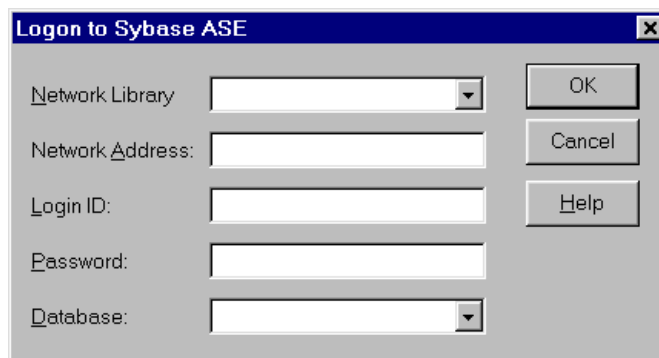 Logon to Sybase ASE
Network Library
OK
Network Address:
Cancel
Login ID:
Help
Password:
Database: